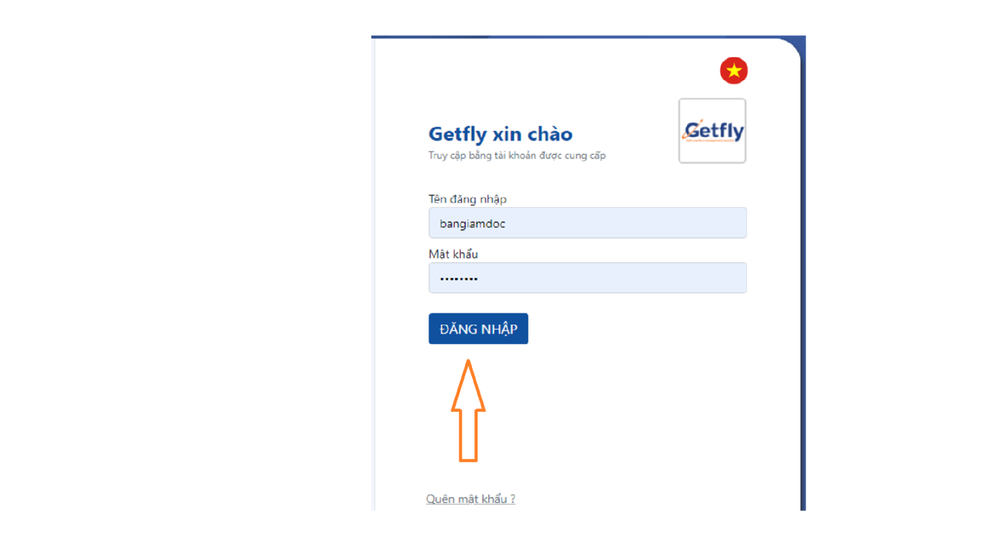 Getfly xin chào
Getfly
Truy cập bằng tài khoản được cung cấp
Tên đăng nhập
bangiamdoc
Mật khẩu
••••••••
ĐĂNG NHẬP
Quên mật khẩu ?